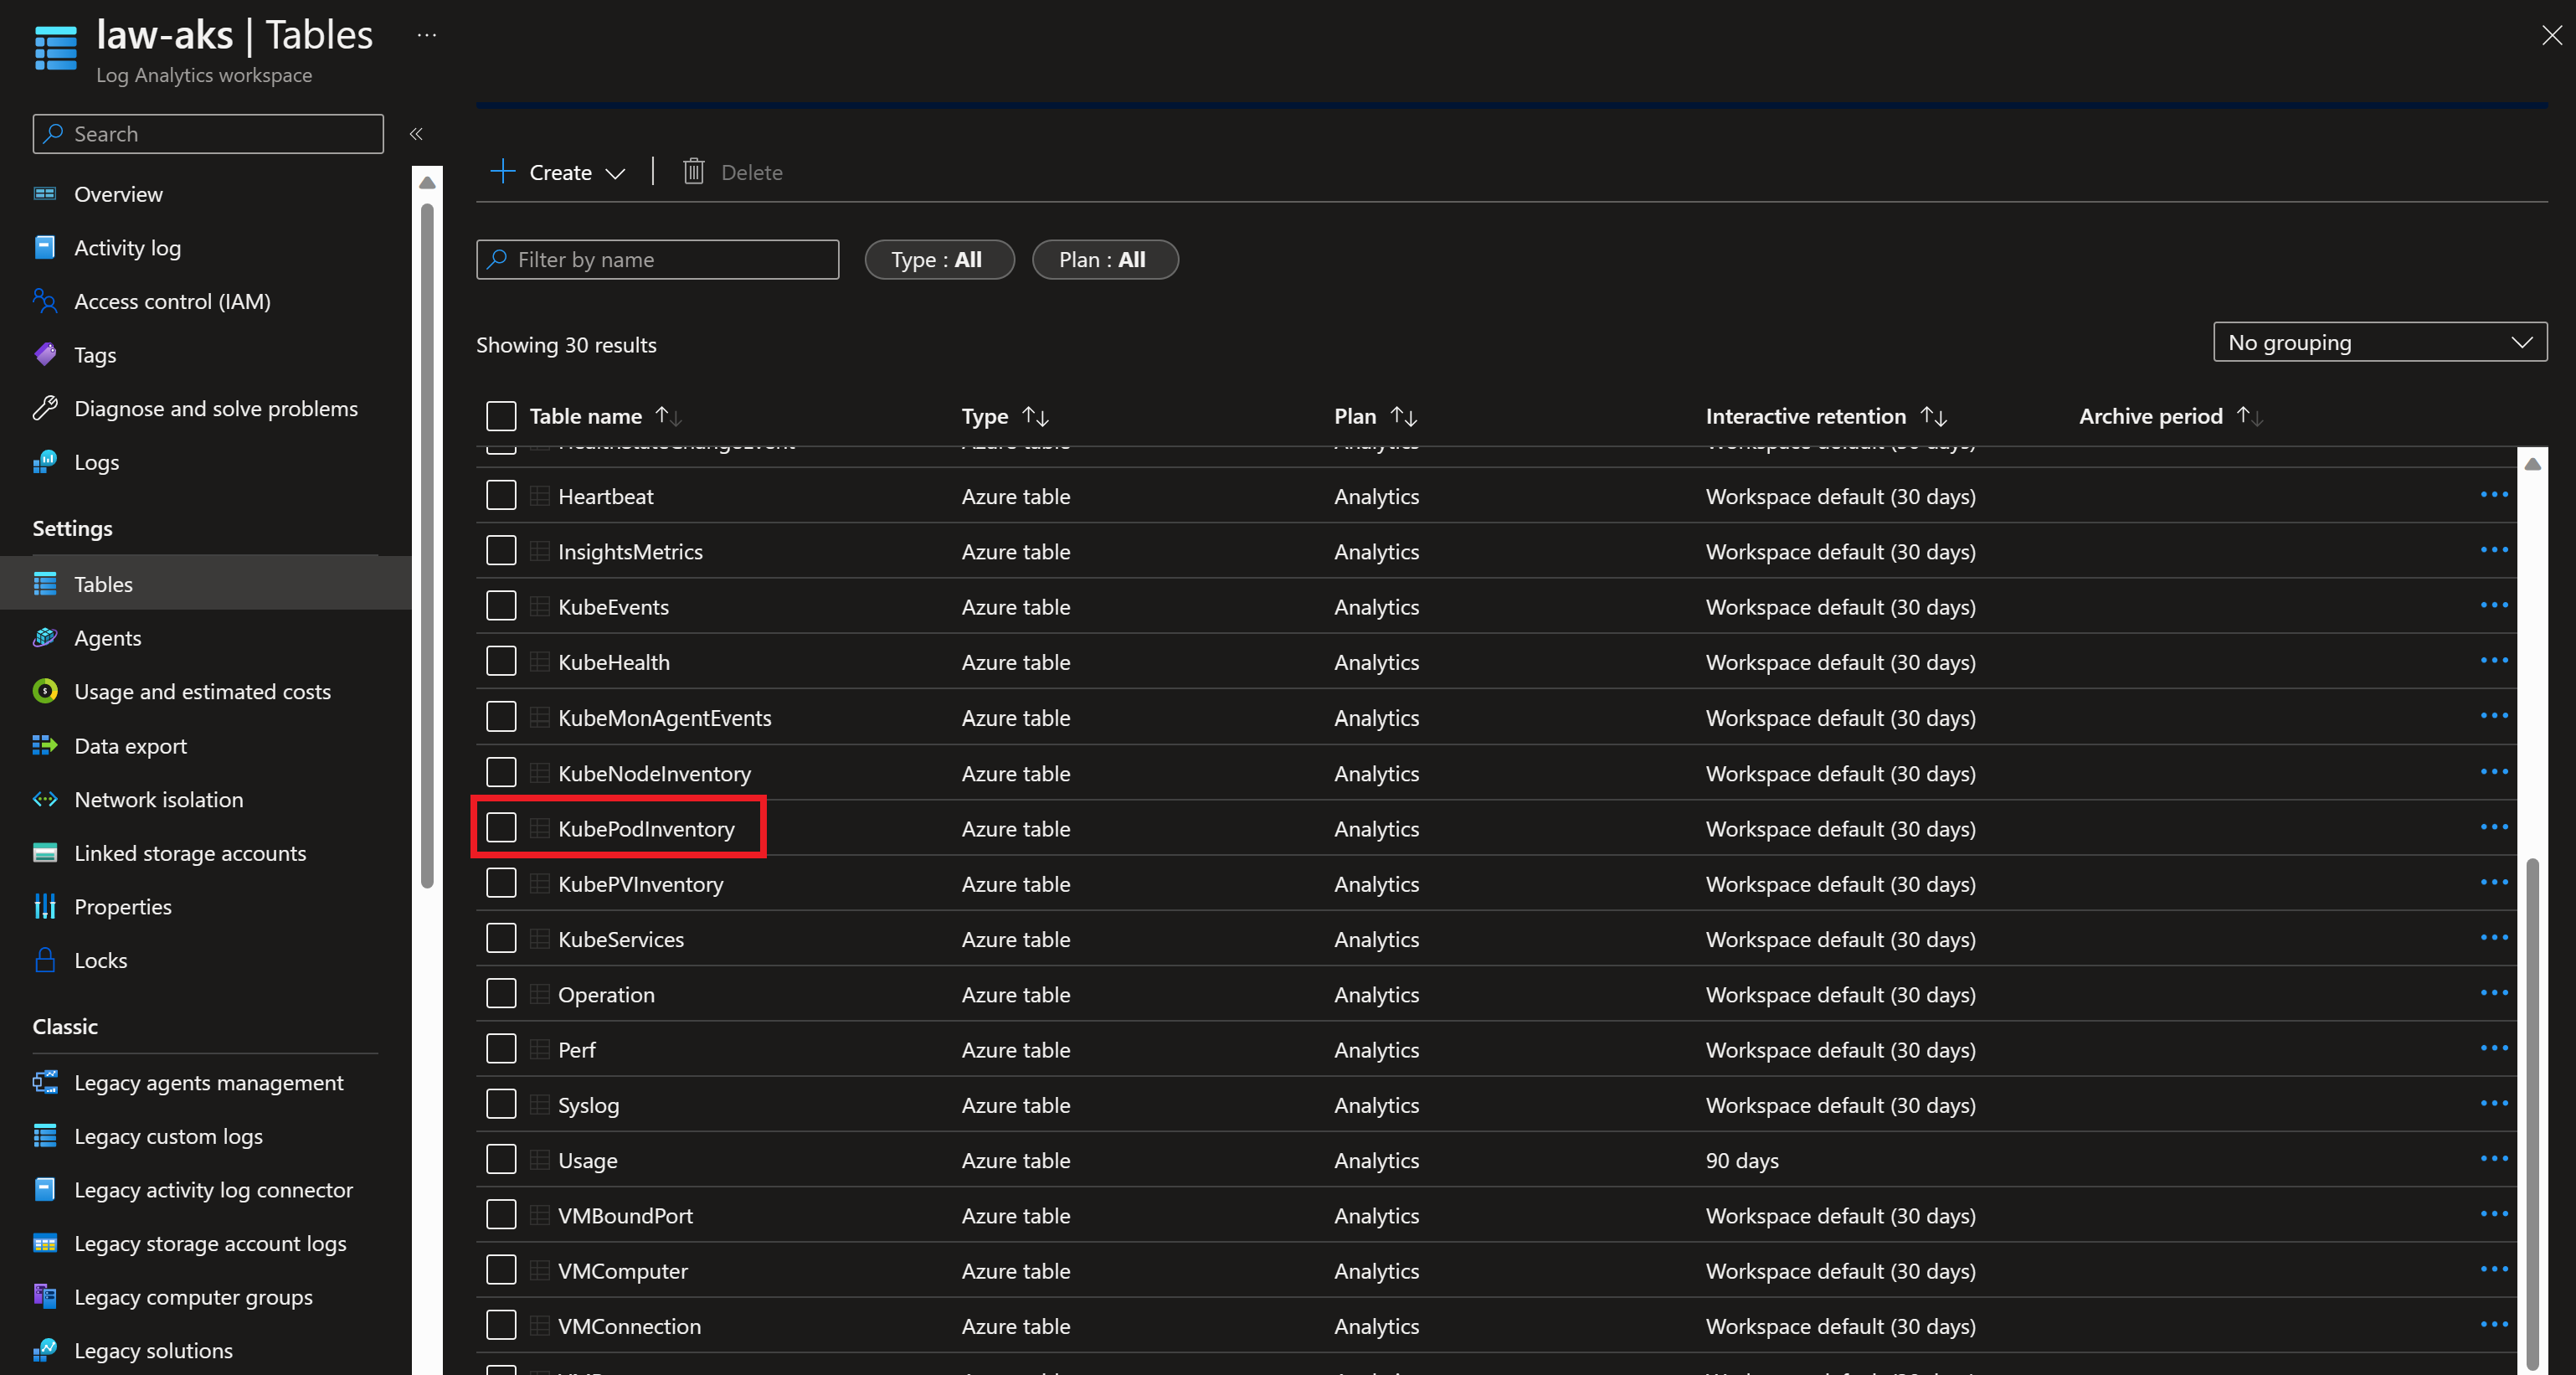 law-aks | Tables ...
Log Analytics workspace
Search
Overview
Activity log
Access control (IAM)
Tags
Diagnose and solve problems
Logs
Settings
Tables
Agents
Usage and estimated costs
Data export
Network isolation
Linked storage accounts
Properties
Locks
Classic
Legacy agents management
Legacy custom logs
Legacy activity log connector
Legacy storage account logs
Legacy computer groups
Legacy solutions
Create Delete
Filter by name Type : All Plan : All
Showing 30 results No grouping
Table name Type Plan Interactive retention Archive period
HealthStateChangeEvent Azure table Analytics Workspace default (30 days)
Heartbeat Azure table Analytics Workspace default (30 days)
InsightsMetrics Azure table Analytics Workspace default (30 days)
KubeEvents Azure table Analytics Workspace default (30 days)
KubeHealth Azure table Analytics Workspace default (30 days)
KubeMonAgentEvents Azure table Analytics Workspace default (30 days)
KubeNodeInventory Azure table Analytics Workspace default (30 days)
KubePodInventory Azure table Analytics Workspace default (30 days)
KubePVInventory Azure table Analytics Workspace default (30 days)
KubeServices Azure table Analytics Workspace default (30 days)
Operation Azure table Analytics Workspace default (30 days)
Perf Azure table Analytics Workspace default (30 days)
Syslog Azure table Analytics Workspace default (30 days)
Usage Azure table Analytics 90 days
VMBoundPort Azure table Analytics Workspace default (30 days)
VMComputer Azure table Analytics Workspace default (30 days)
VMConnection Azure table Analytics Workspace default (30 days)